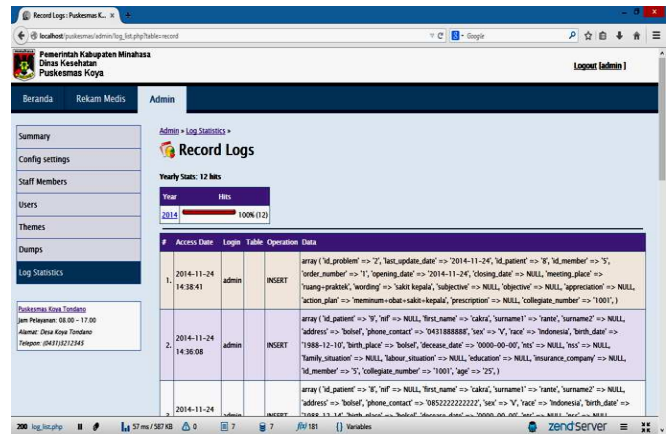 Record Logs : Puskesmas K...
localhost/puskesmas/admin/log_list.php?table=record
Google
Pemerintah Kabupaten Minahasa
Dinas Kesehatan
Puskesmas Koya
Logout [admin ]
Beranda Rekam Medis Admin
Summary
Config settings
Staff Members
Users
Themes
Dumps
Log Statistics
Puskesmas Koya Tondano
Jam Pelayanan: 08.00 - 17.00
Alamat: Desa Koya Tondano
Telepon: (0431)3212345
Admin » Log Statistics »
Record Logs
Yearly Stats: 12 hits
Year Hits
2014 100% (12)
# Access Date Login Table Operation Data
1. 2014-11-24 14:38:41 admin INSERT
array ( 'id_problem' => '2', 'last_update_date' => '2014-11-24', 'id_patient' => '8', 'id_member' => '5',
'order_number' => '1', 'opening_date' => '2014-11-24', 'closing_date' => NULL, 'meeting_place' =>
'ruang+praktek', 'wording' => 'sakit kepala', 'subjective' => NULL, 'objective' => NULL, 'appreciation' => NULL,
'action_plan' => 'meminum+obat+sakit+kepala', 'prescription' => NULL, 'collegiate_number' => '1001', )
2. 2014-11-24 14:36:08 admin INSERT
array ( 'id_patient' => '9', 'nif' => NULL, 'first_name' => 'cakra', 'surname1' => 'rante', 'surname2' => NULL,
'address' => 'bolsel', 'phone_contact' => '0431888888', 'sex' => 'V', 'race' => 'Indonesia', 'birth_date' =>
'1988-12-10', 'birth_place' => 'bolsel', 'decease_date' => '0000-00-00', 'nts' => NULL, 'nss' => NULL,
'family_situation' => NULL, 'labour_situation' => NULL, 'education' => NULL, 'insurance_company' => NULL,
'id_member' => '5', 'collegiate_number' => '1001', 'age' => '25', )
2014-11-24
array ( 'id_patient' => '8', 'nif' => NULL, 'first_name' => 'cakra', 'surname1' => 'rante', 'surname2' => NULL,
'address' => 'bolsel', 'phone_contact' => '0852222222222', 'sex' => 'V', 'race' => 'Indonesia', 'birth_date' =>
200 log_list.php 57 ms / 587 KB 0 7 7 f(x) 181 {} Variables zendServer